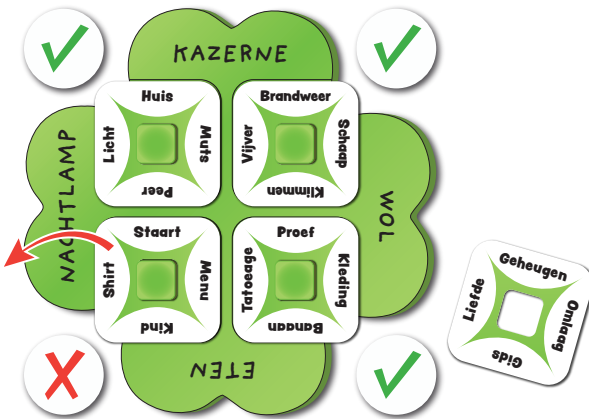 KAZERNE
Huis
Licht
Muts
Peer
Brandweer
Vijver
Schaap
Klimmen
NACHTLAMP
WOL
Staart
Shirt
Menu
Kind
Proef
Tatoeage
Kleding
Banaan
Geheugen
Liefde
Omlaag
Gids
ETEN